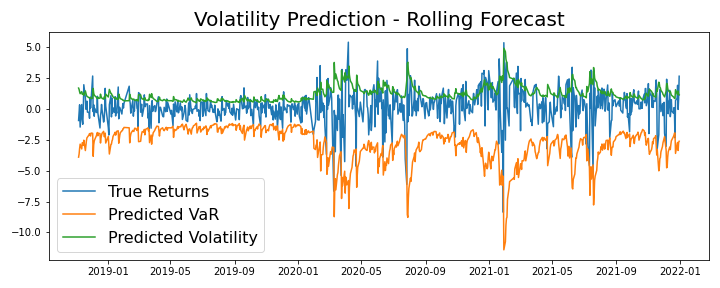 Volatility Prediction - Rolling Forecast
5.0
2.5
0.0
−2.5
−5.0
−7.5
−10.0
True Returns
Predicted VaR
Predicted Volatility
2019-01 2019-05 2019-09 2020-01 2020-05 2020-09 2021-01 2021-05 2021-09 2022-01